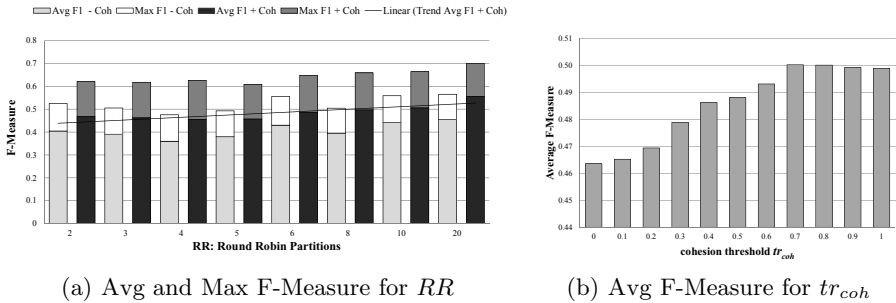 Avg F1 - Coh Max F1 - Coh Avg F1 + Coh Max F1 + Coh Linear (Trend Avg F1 + Coh)
0.8
0.7
0.6
0.5
0.4
0.3
0.2
0.1
0
F-Measure
2 3 4 5 6 8 10 20
RR: Round Robin Partitions
(a) Avg and Max F-Measure for RR
0.51
0.50
0.49
0.48
0.47
0.46
0.45
0.44
Average F-Measure
0 0.1 0.2 0.3 0.4 0.5 0.6 0.7 0.8 0.9 1
cohesion threshold tr_coh
(b) Avg F-Measure for tr_coh